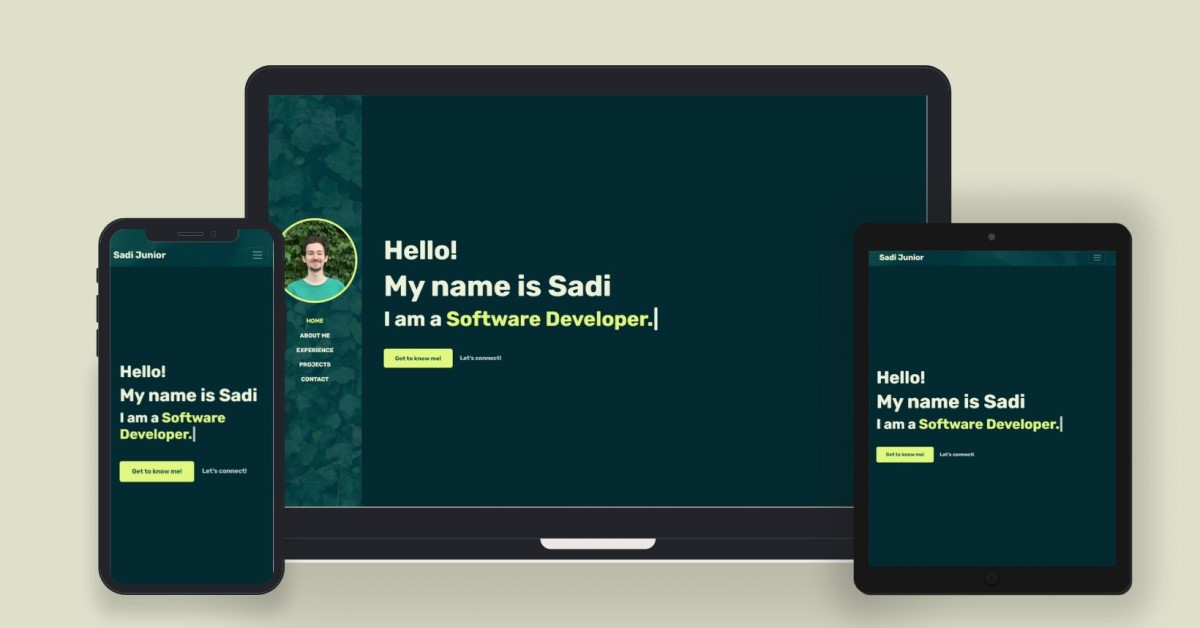 Sadi Junior
Hello!
My name is Sadi
I am a Software
Developer.
Get to know me! Let's connect!
HOME
ABOUT ME
EXPERIENCE
PROJECTS
CONTACT
Hello!
My name is Sadi
I am a Software Developer.
Get to know me! Let's connect!
Sadi Junior
Hello!
My name is Sadi
I am a Software Developer.
Get to know me! Let's connect!